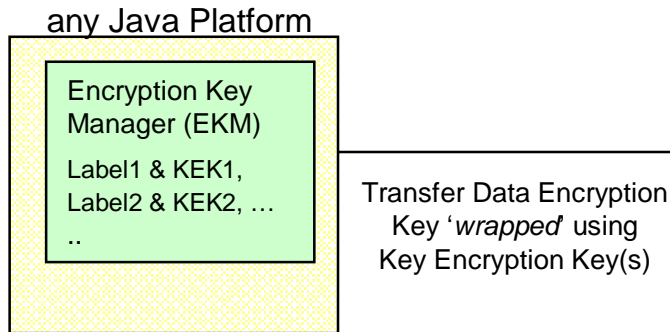 any Java Platform
Encryption Key
Manager (EKM)
Label1 & KEK1,
Label2 & KEK2, …
..
Transfer Data Encryption
Key ‘wrapped’ using
Key Encryption Key(s)